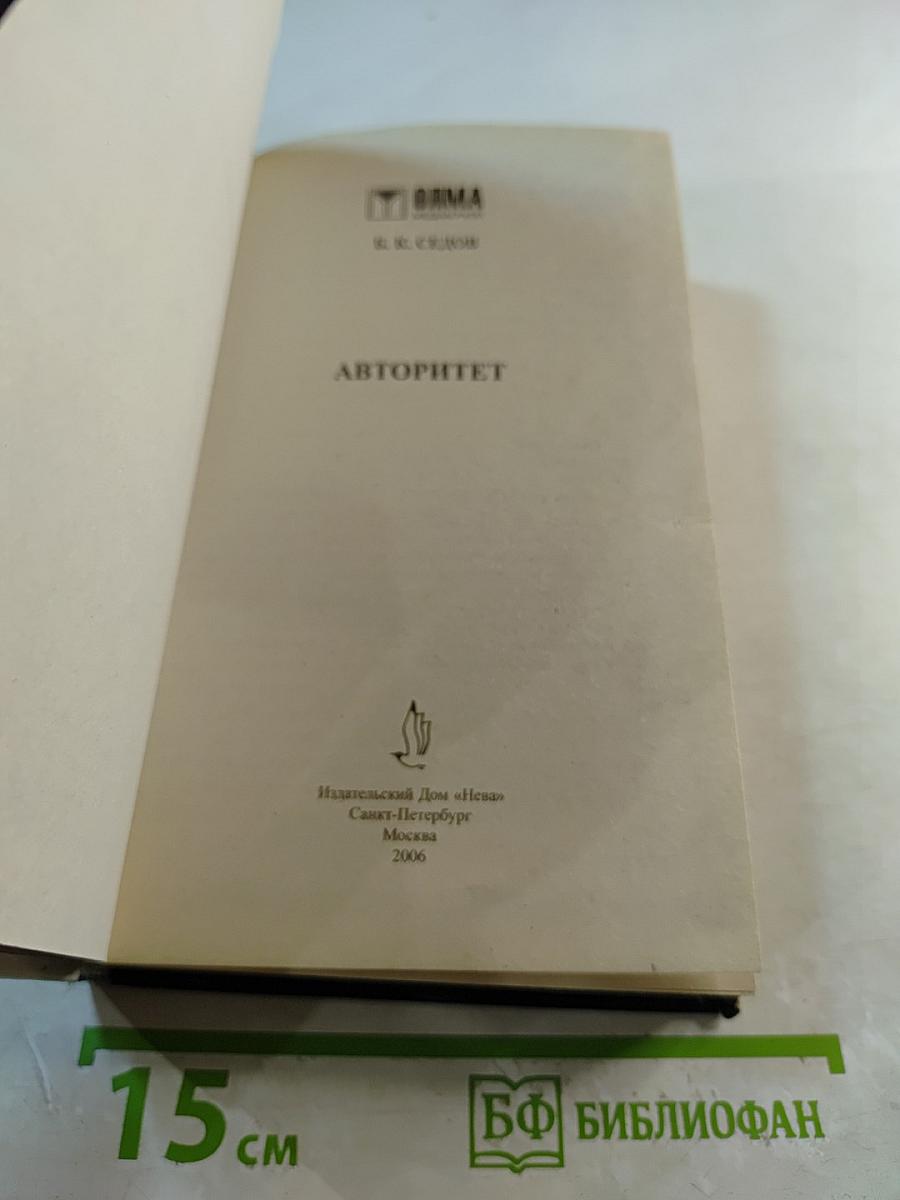 ОЛМА
Б. К. СЕДОВ
АВТОРИТЕТ
Издательский Дом «Нева»
Санкт-Петербург
Москва
2006
15 см
БФ БИБЛИОФАН